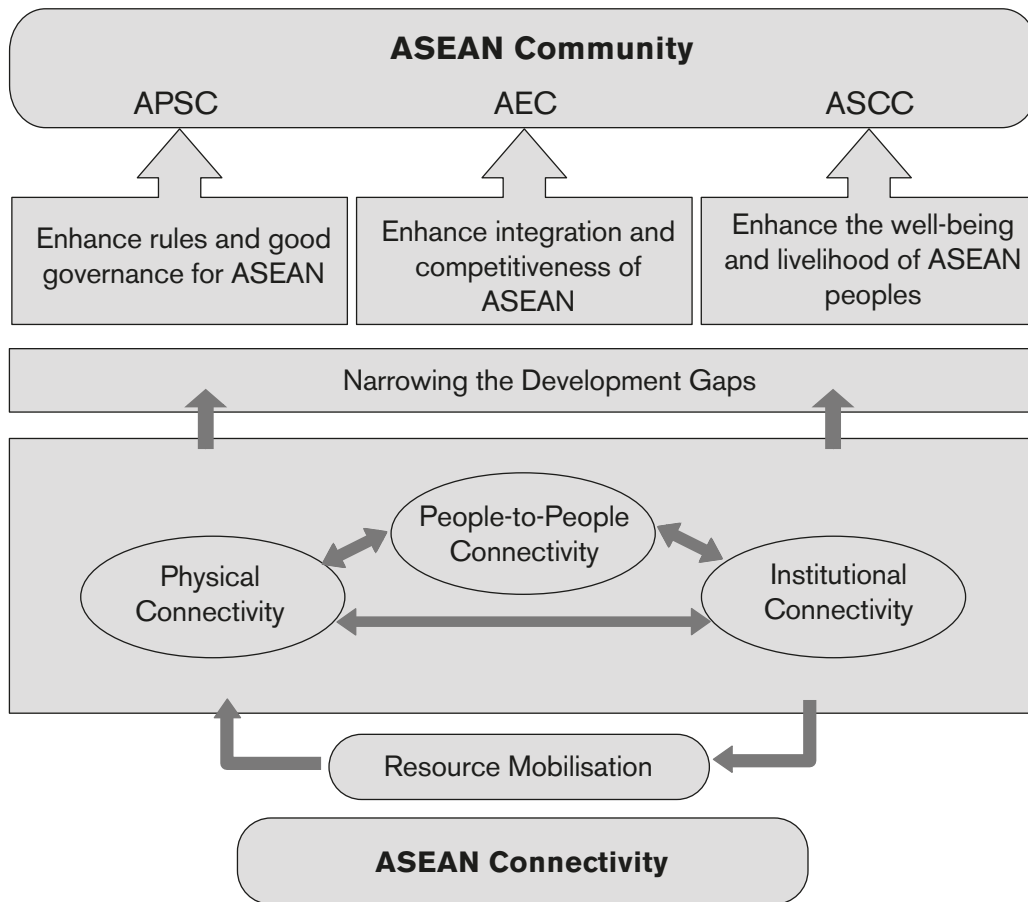 ASEAN Community
APSC
AEC
ASCC
Enhance rules and good
governance for ASEAN
Enhance integration and
competitiveness of
ASEAN
Enhance the well-being
and livelihood of ASEAN
peoples
Narrowing the Development Gaps
People-to-People
Connectivity
Physical
Connectivity
Institutional
Connectivity
Resource Mobilisation
ASEAN Connectivity